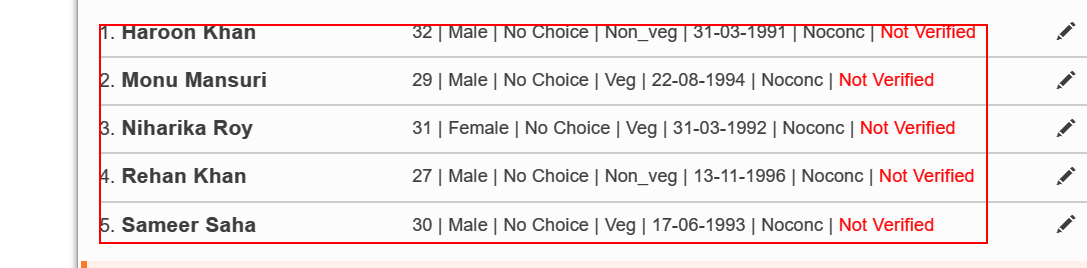 1. Haroon Khan 32 | Male | No Choice | Non_veg | 31-03-1991 | Noconc | Not Verified
2. Monu Mansuri 29 | Male | No Choice | Veg | 22-08-1994 | Noconc | Not Verified
3. Niharika Roy 31 | Female | No Choice | Veg | 31-03-1992 | Noconc | Not Verified
4. Rehan Khan 27 | Male | No Choice | Non_veg | 13-11-1996 | Noconc | Not Verified
5. Sameer Saha 30 | Male | No Choice | Veg | 17-06-1993 | Noconc | Not Verified